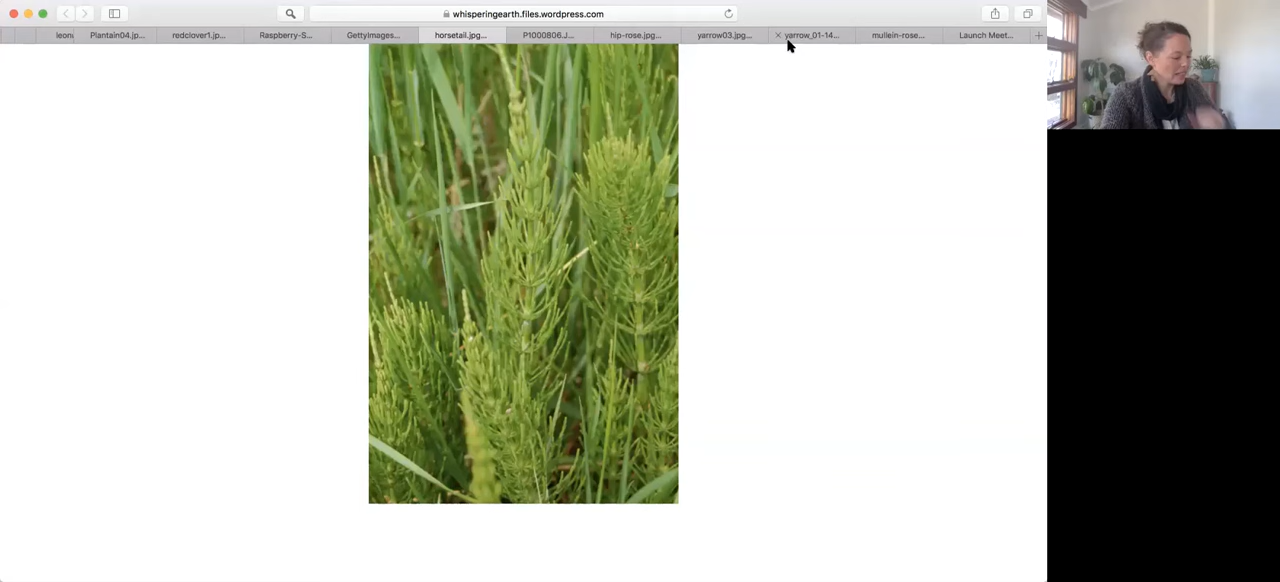 whisperingearth.files.wordpress.com
leon
Plantain04.jp...
redclover1.jp...
Raspberry-S...
GettyImages...
horsetail.jpg...
P1000806.J...
hip-rose.jpg...
yarrow03.jpg...
yarrow_01-14...
mullein-rose...
Launch Meet...